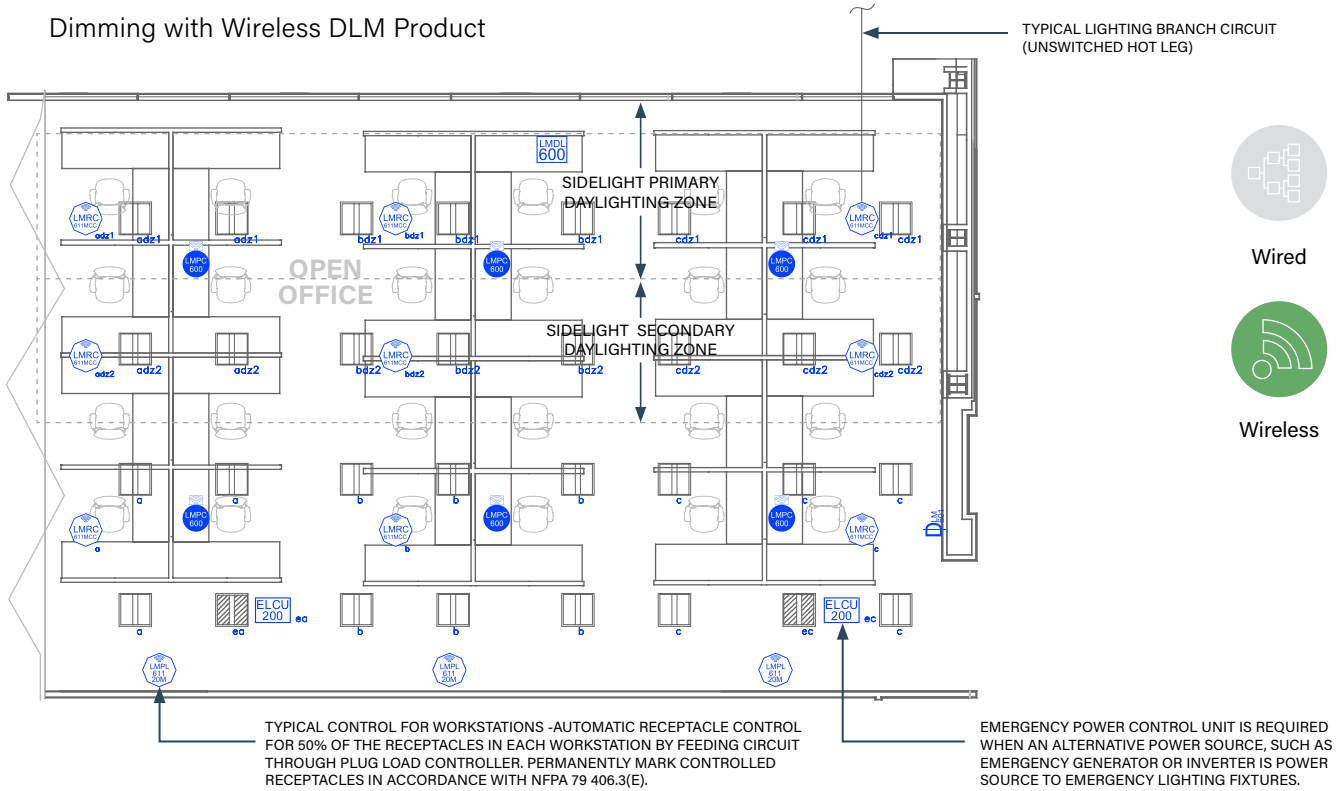 Dimming with Wireless DLM Product
TYPICAL LIGHTING BRANCH CIRCUIT
(UNSWITCHED HOT LEG)
LMDL
600
SIDELIGHT PRIMARY
DAYLIGHTING ZONE
LMRC
611MCC
adz1
adz1
adz1
bdz1
LMRC
611MCC
bdz1
bdz1
bdz1
cdz1
cdz1
LMRC
611MCC
cdz1
cdz1
LMPC
600
LMPC
600
LMPC
600
OPEN
OFFICE
Wired
SIDELIGHT SECONDARY
DAYLIGHTING ZONE
LMRC
611MCC
adz2
adz2
adz2
bdz2
LMRC
611MCC
bdz2
bdz2
bdz2
cdz2
cdz2
LMRC
611MCC
cdz2
cdz2
Wireless
a
a
b
b
b
c
c
c
LMPC
600
LMPC
600
LMPC
600
LMRC
611MCC
a
LMRC
611MCC
b
LMRC
611MCC
c
D
LM
601
a
ea
ELCU
200
ea
b
b
b
c
ec
ELCU
200
ec
c
LMPL
611
20M
LMPL
611
20M
LMPL
611
20M
TYPICAL CONTROL FOR WORKSTATIONS -AUTOMATIC RECEPTACLE CONTROL
FOR 50% OF THE RECEPTACLES IN EACH WORKSTATION BY FEEDING CIRCUIT
THROUGH PLUG LOAD CONTROLLER. PERMANENTLY MARK CONTROLLED
RECEPTACLES IN ACCORDANCE WITH NFPA 79 406.3(E).
EMERGENCY POWER CONTROL UNIT IS REQUIRED
WHEN AN ALTERNATIVE POWER SOURCE, SUCH AS
EMERGENCY GENERATOR OR INVERTER IS POWER
SOURCE TO EMERGENCY LIGHTING FIXTURES.